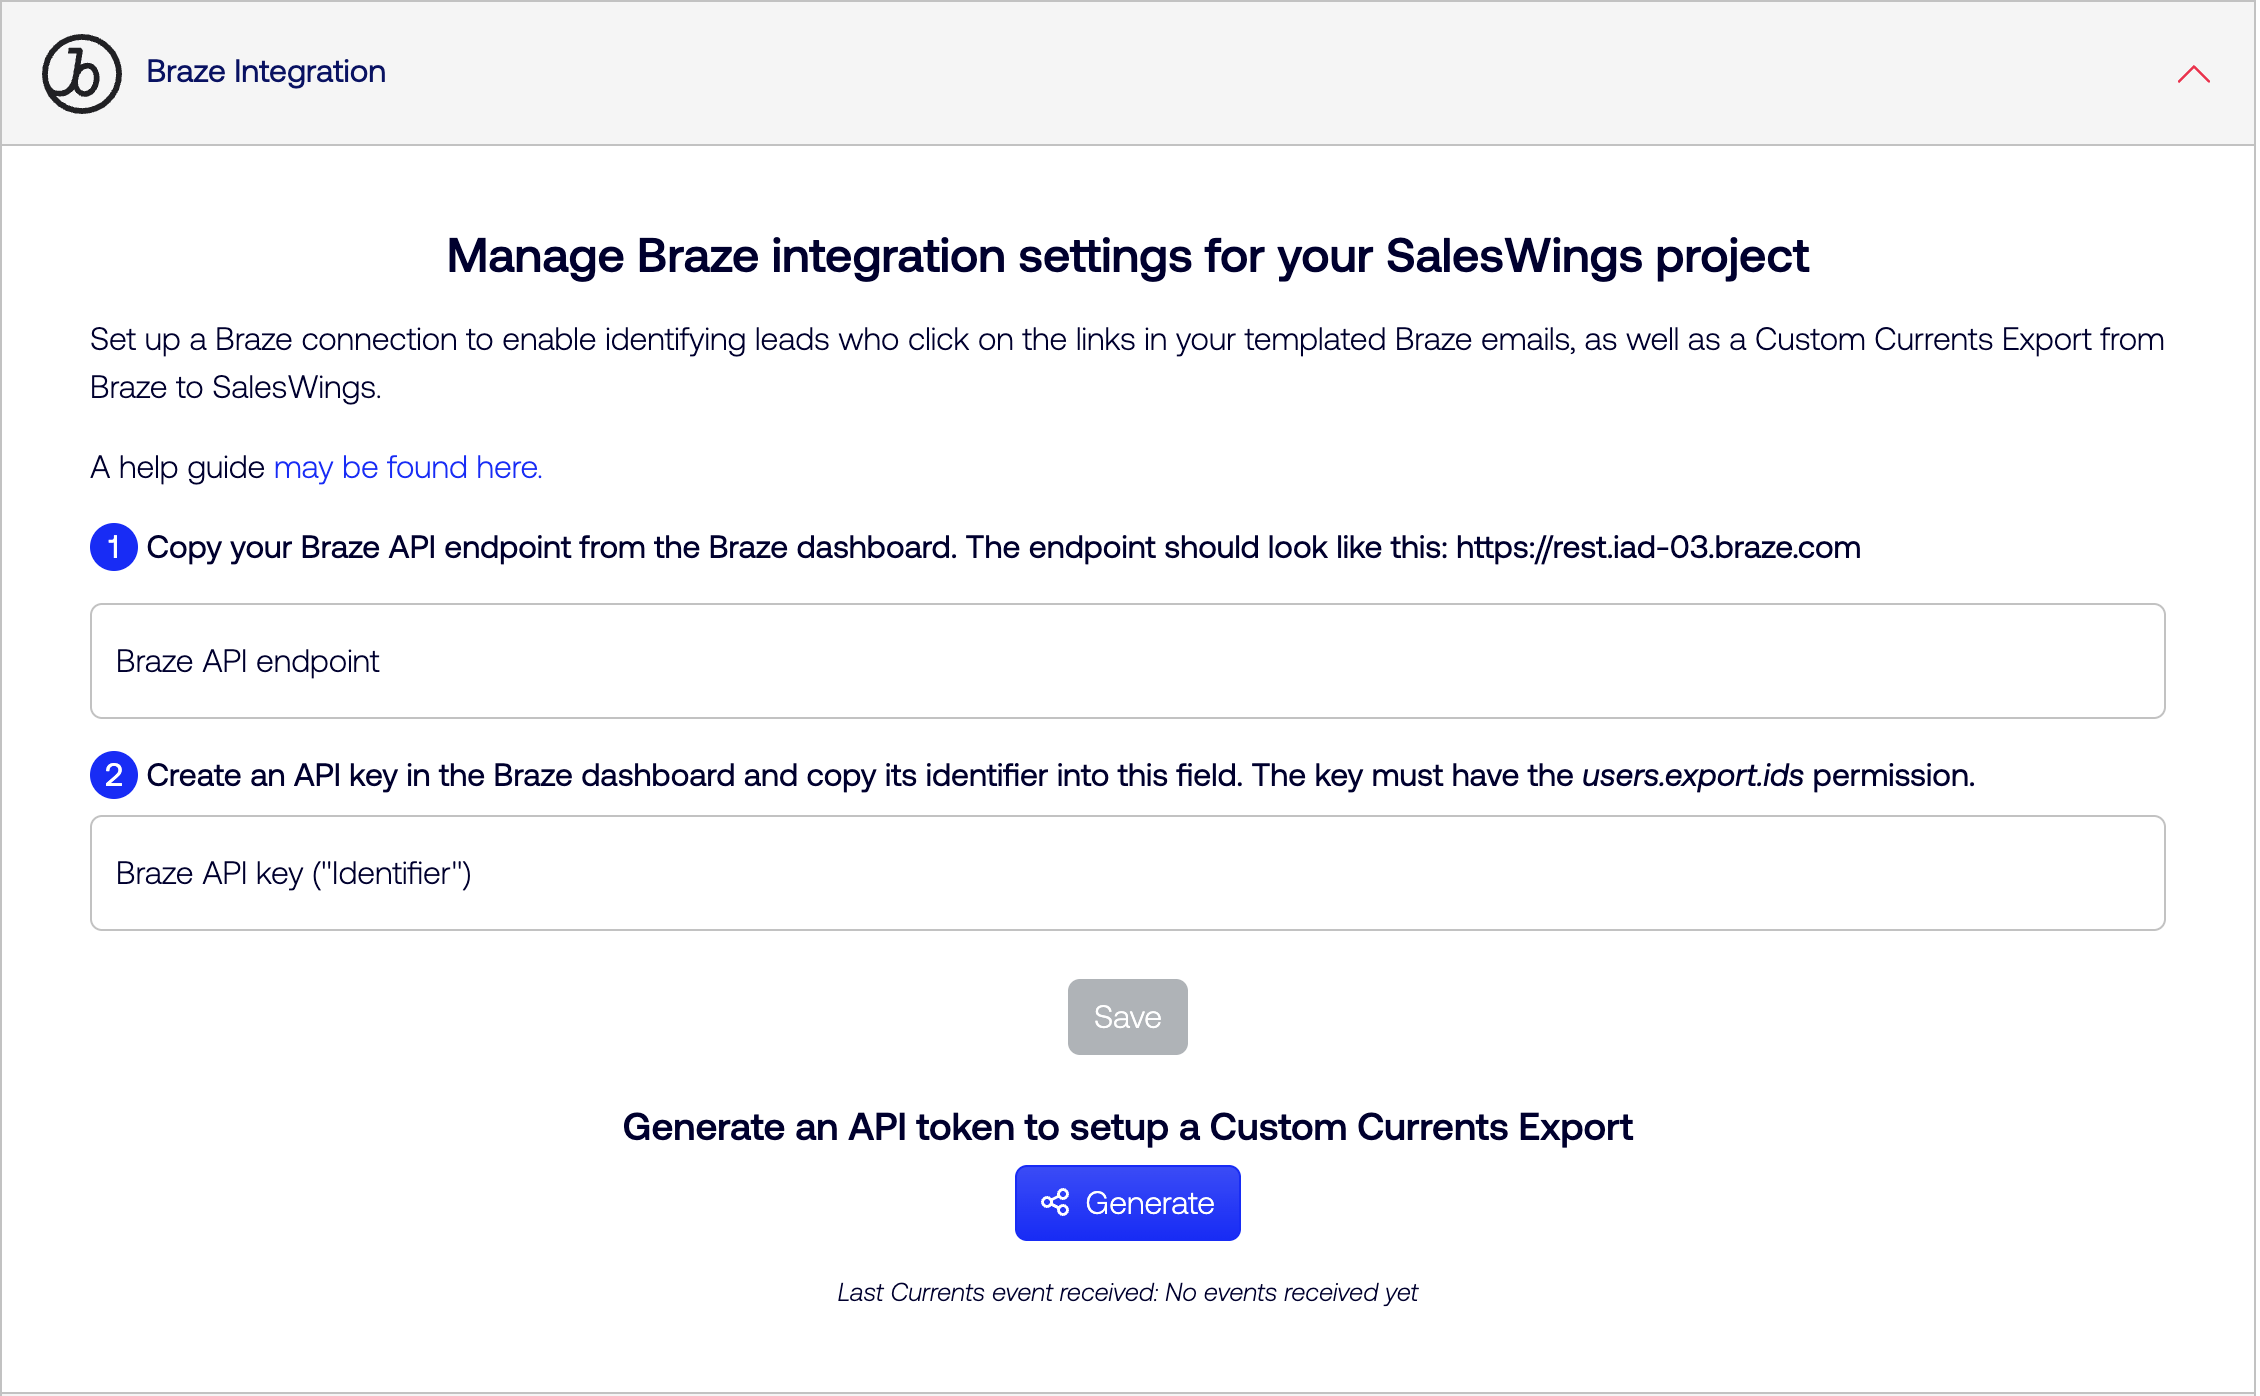 b
Braze Integration
Manage Braze integration settings for your SalesWings project
Set up a Braze connection to enable identifying leads who click on the links in your templated Braze emails, as well as a Custom Currents Export from
Braze to SalesWings.
A help guide may be found here.
1 Copy your Braze API endpoint from the Braze dashboard. The endpoint should look like this: https://rest.iad-03.braze.com
Braze API endpoint
2 Create an API key in the Braze dashboard and copy its identifier into this field. The key must have the users.export.ids permission.
Braze API key ("Identifier")
Save
Generate an API token to setup a Custom Currents Export
Generate
Last Currents event received: No events received yet